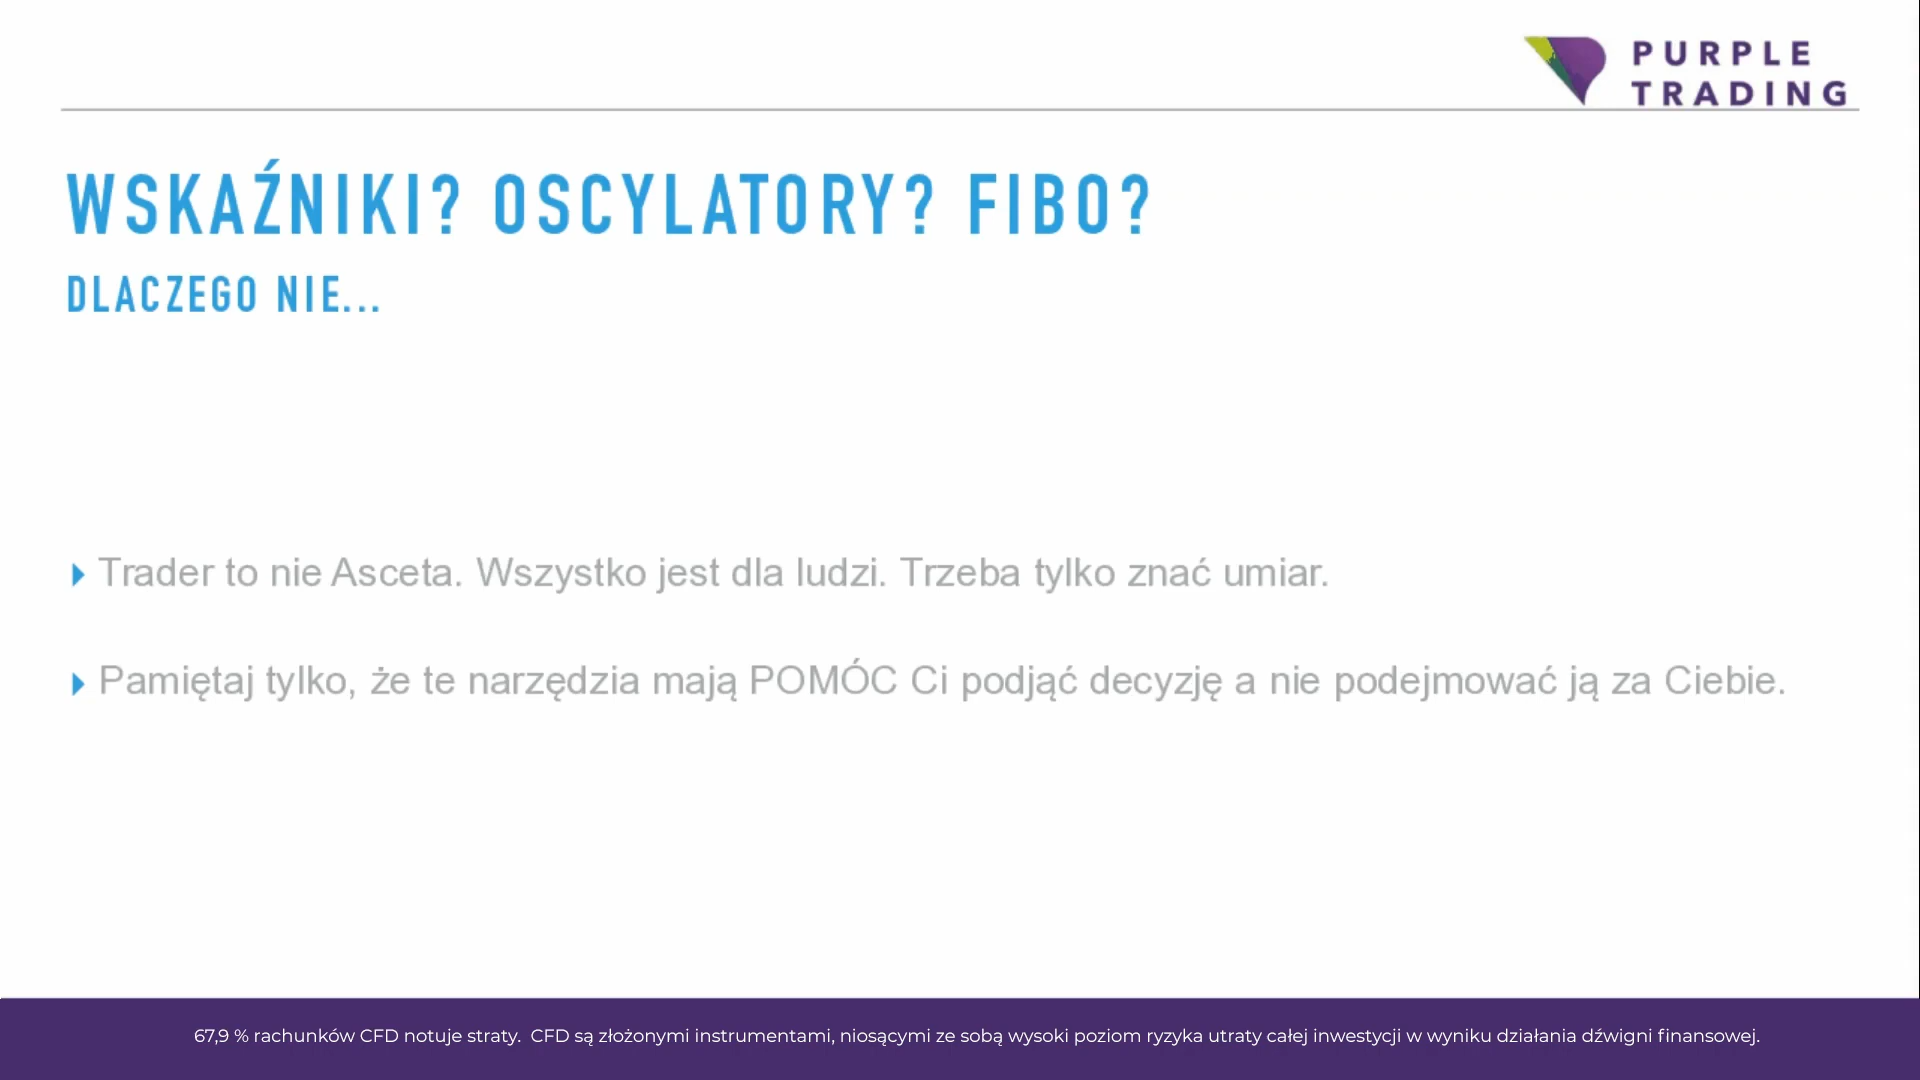 PURPLE
TRADING
WSKAŹNIKI? OSCYLATORY? FIBO?
DLACZEGO NIE...
Trader to nie Asceta. Wszystko jest dla ludzi. Trzeba tylko znać umiar.
Pamiętaj tylko, że te narzędzia mają POMÓC Ci podjąć decyzję a nie podejmować ją za Ciebie.
67,9 % rachunków CFD notuje straty.  CFD są złożonymi instrumentami, niosącymi ze sobą wysoki poziom ryzyka utraty całej inwestycji w wyniku działania dźwigni finansowej.